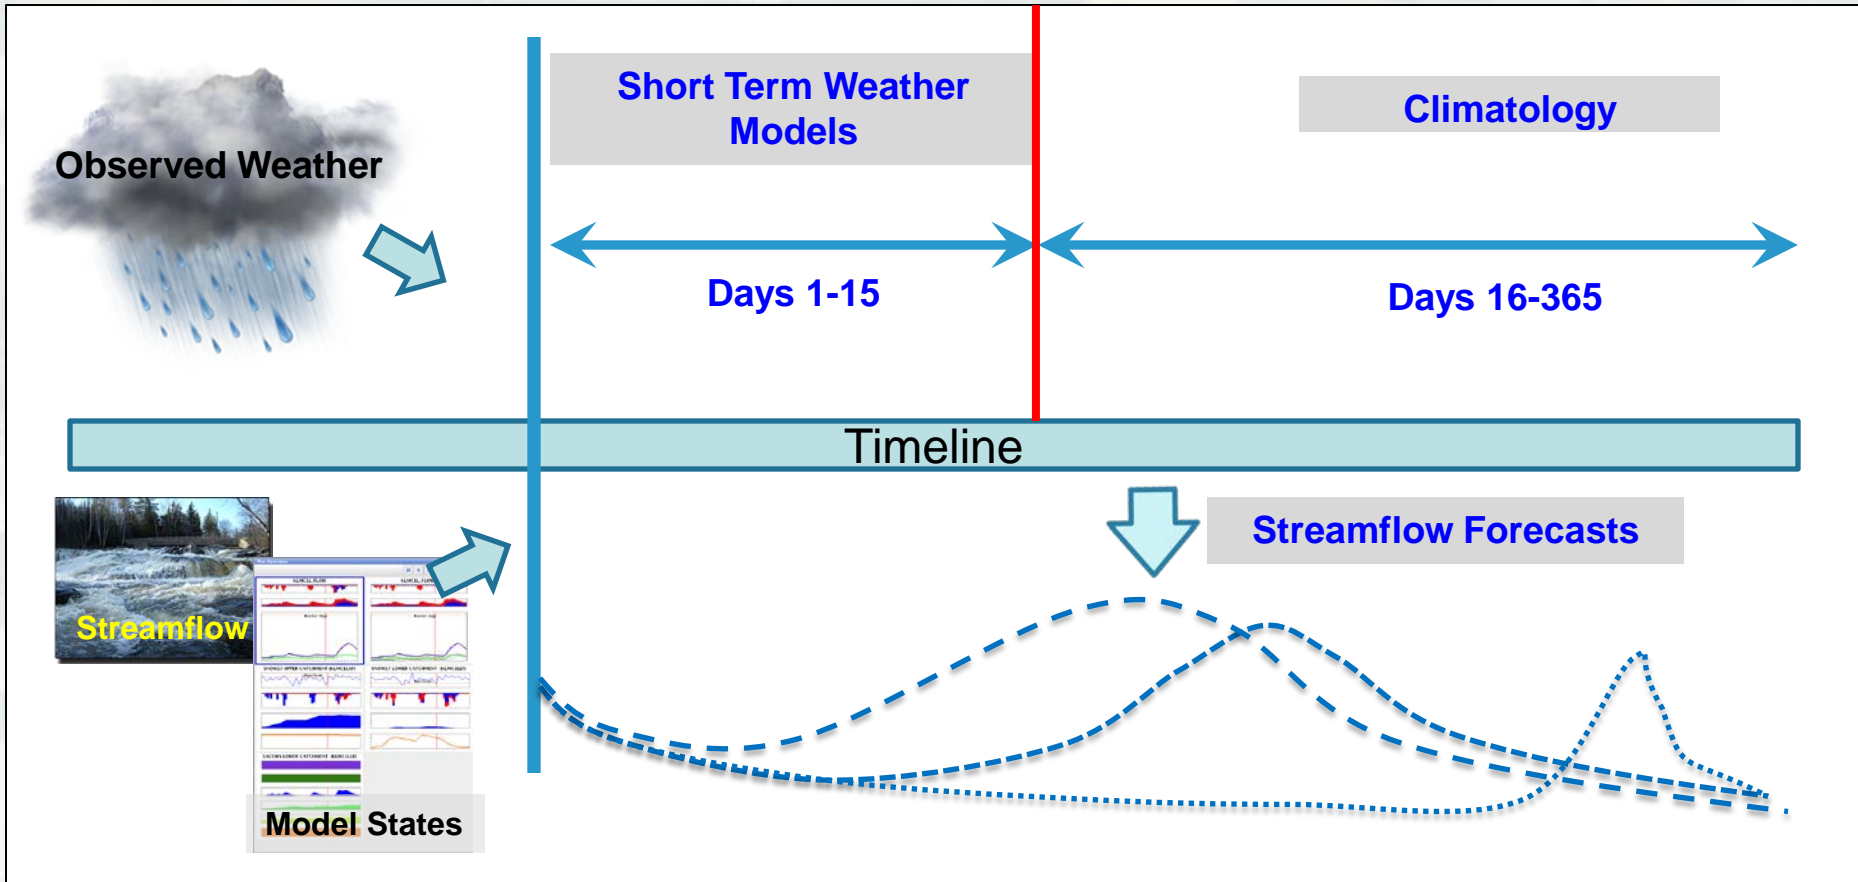 Short Term Weather
Models
Climatology
Observed Weather
Days 1-15
Days 16-365
Timeline
Streamflow Forecasts
Streamflow
Model States